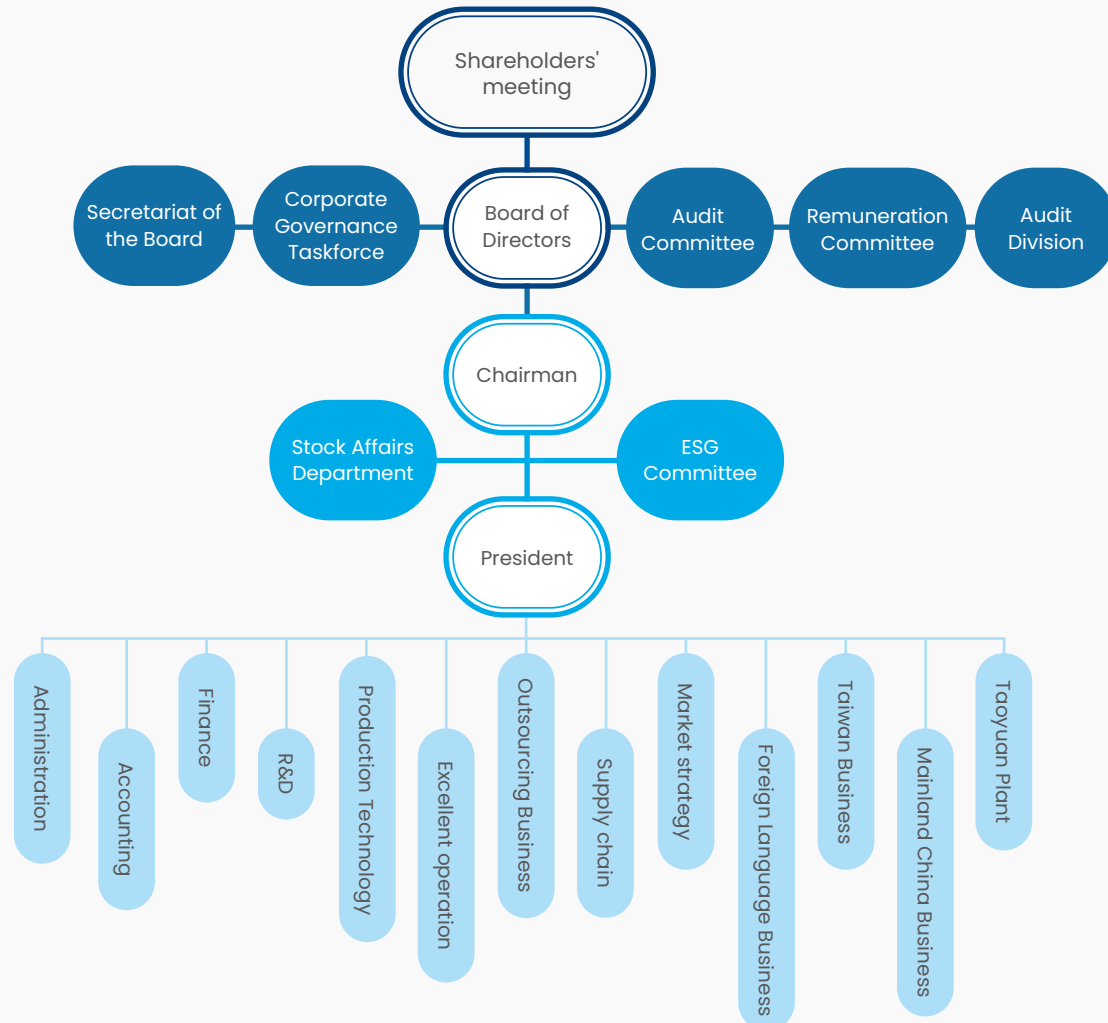 Shareholders'
meeting
Secretariat of
the Board
Corporate
Governance
Taskforce
Board of
Directors
Audit
Committee
Remuneration
Committee
Audit
Division
Chairman
Stock Affairs
Department
ESG
Committee
President
Administration
Accounting
Finance
R&D
Production Technology
Excellent operation
Outsourcing Business
Supply chain
Market strategy
Foreign Language Business
Taiwan Business
Mainland China Business
Taoyuan Plant